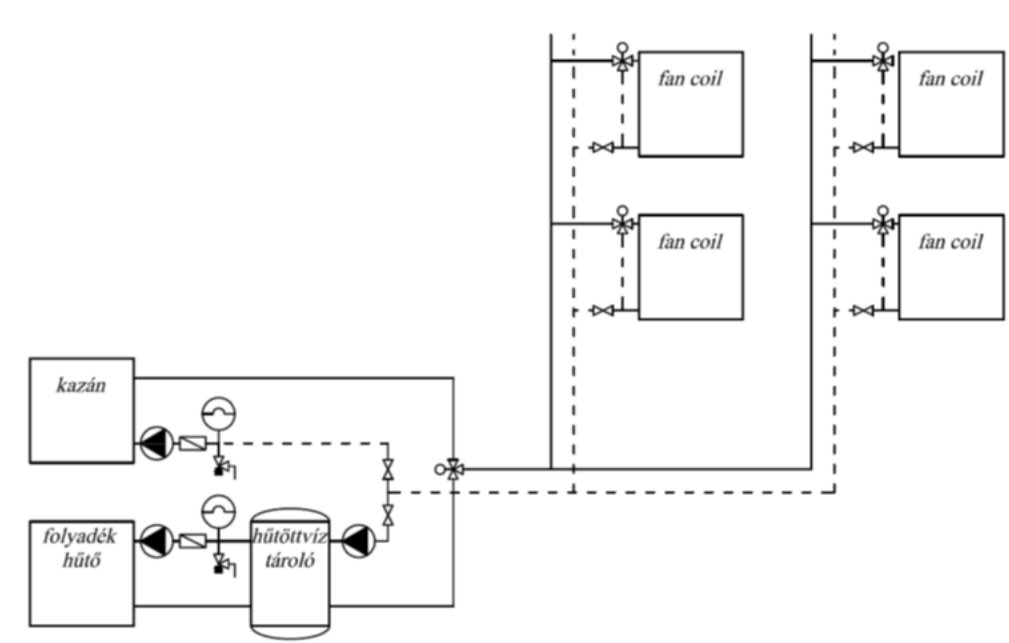 fan coil
fan coil
fan coil
fan coil
kazán
folyadék
hűtő
hűtöttvíz
tároló